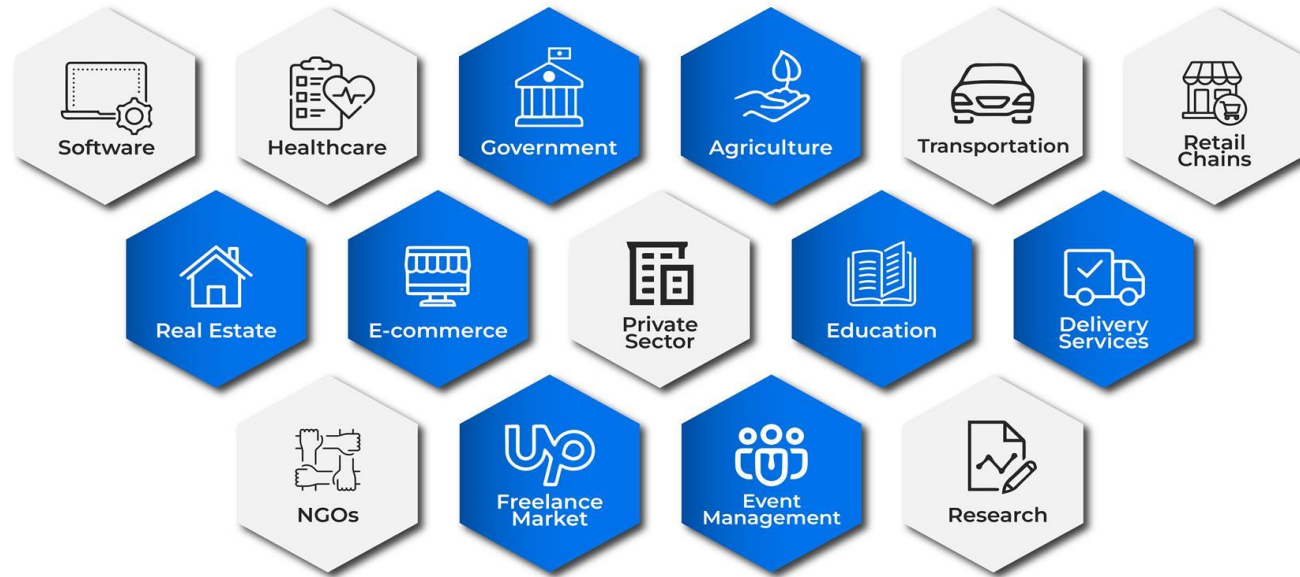 Software
Healthcare
Government
Agriculture
Transportation
Retail
Chains
Real Estate
E-commerce
Private
Sector
Education
Delivery
Services
NGOs
up
Freelance
Market
Event
Management
Research